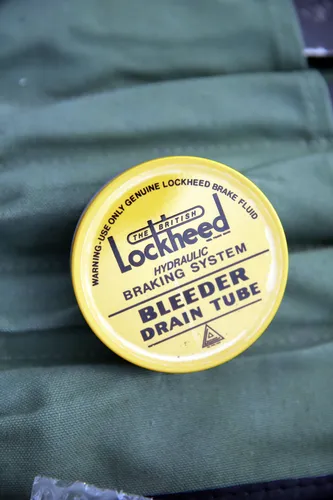 WARNING-USE ONLY GENUINE LOCKHEED BRAKE FLUID
THE BRITISH
Lockheed
HYDRAULIC
BRAKING SYSTEM
BLEEDER
DRAIN TUBE